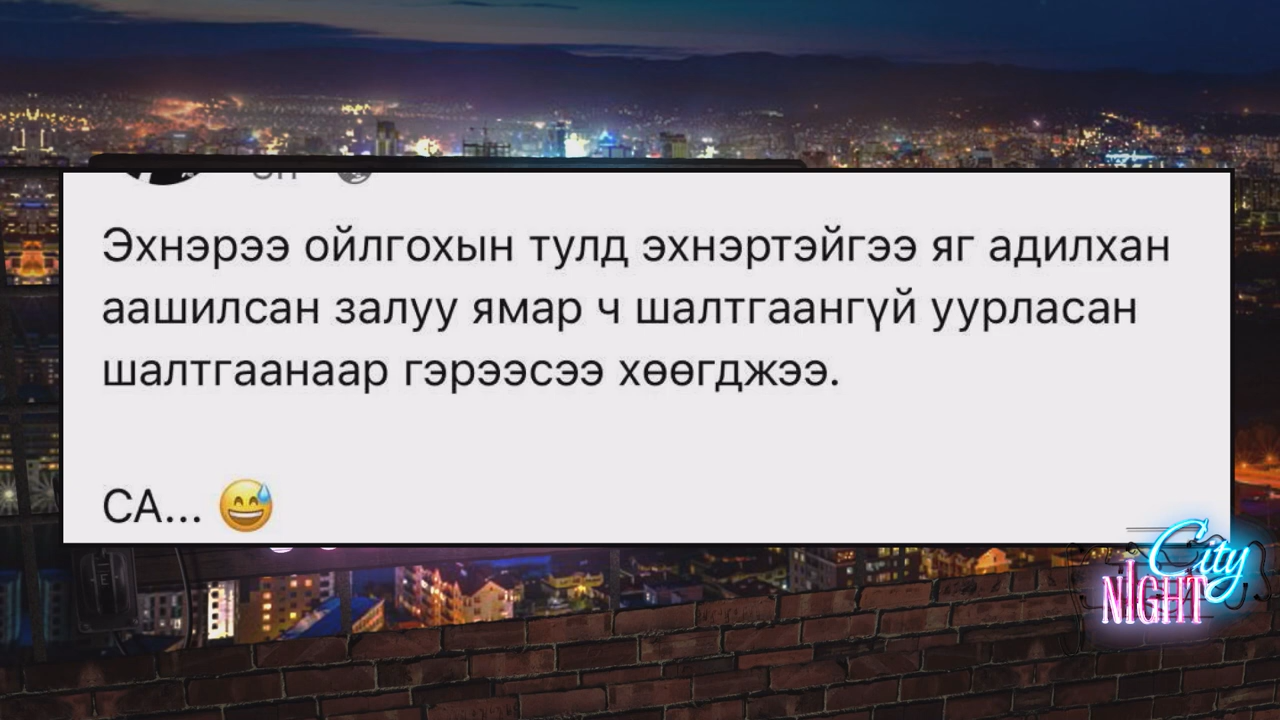 Эхнэрээ ойлгохын тулд эхнэртэйгээ яг адилхан
аашилсан залуу ямар ч шалтгаангүй уурласан
шалтгаанаар гэрээсээ хөөгджээ.
СА... 😅
City
NIGHT